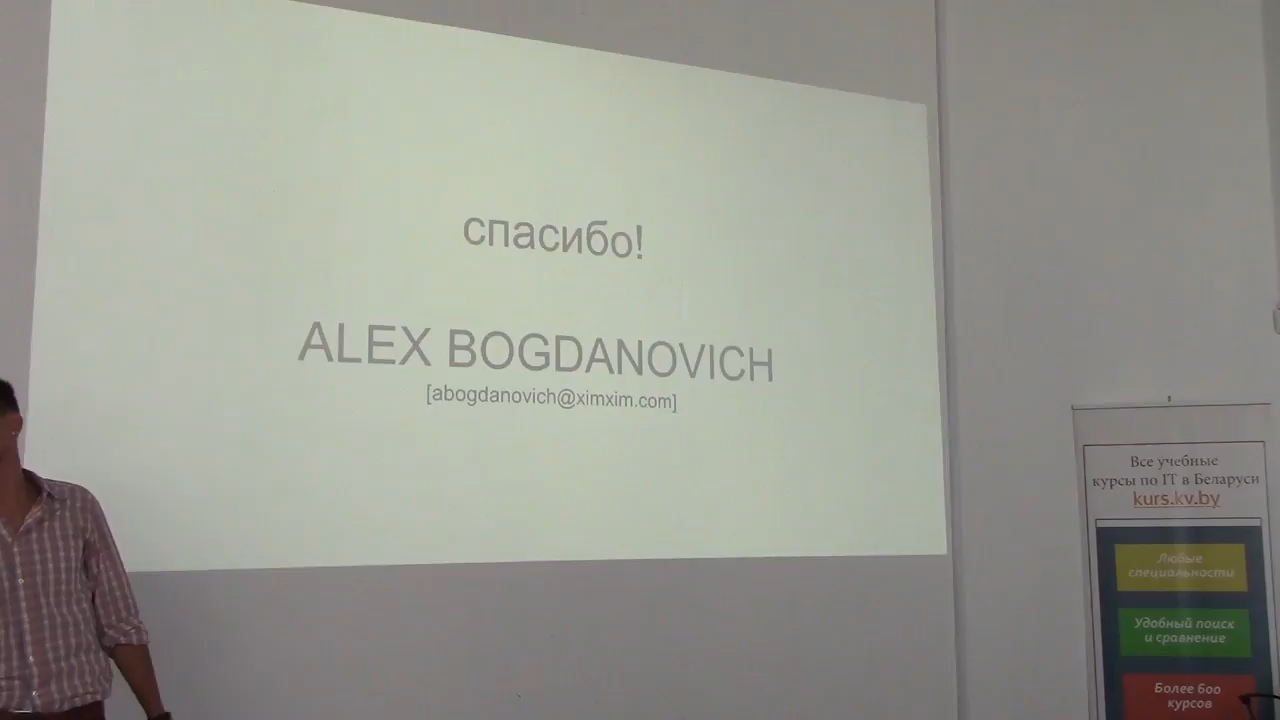 спасибо!
ALEX BOGDANOVICH
[abogdanovich@ximxim.com]
Все учебные
курсы по IT в Беларуси
kurs.kv.by
Любые
специальности
Удобный поиск
и сравнение
Более 600
курсов